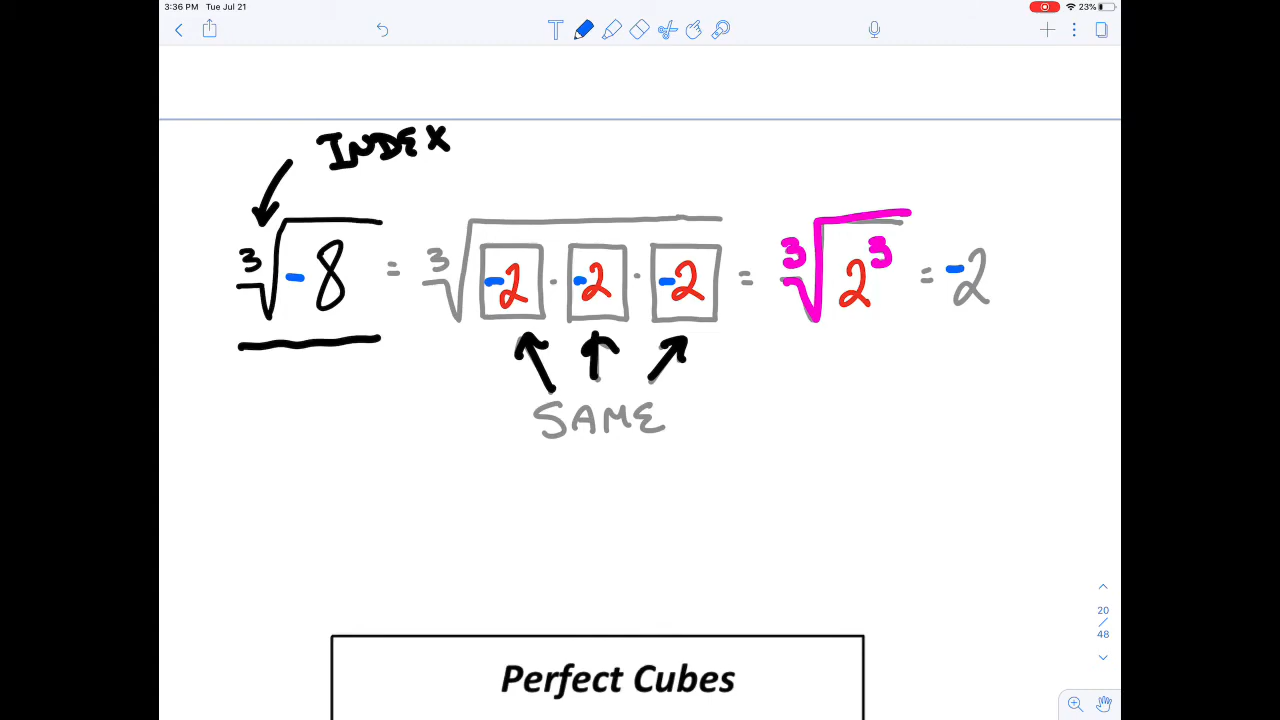 3:36 PM Tue Jul 21
23%
T
INDEX
∛-8 = ∛-2 · -2 · -2 = ∛2³ = -2
SAME
20
/
48
Perfect Cubes